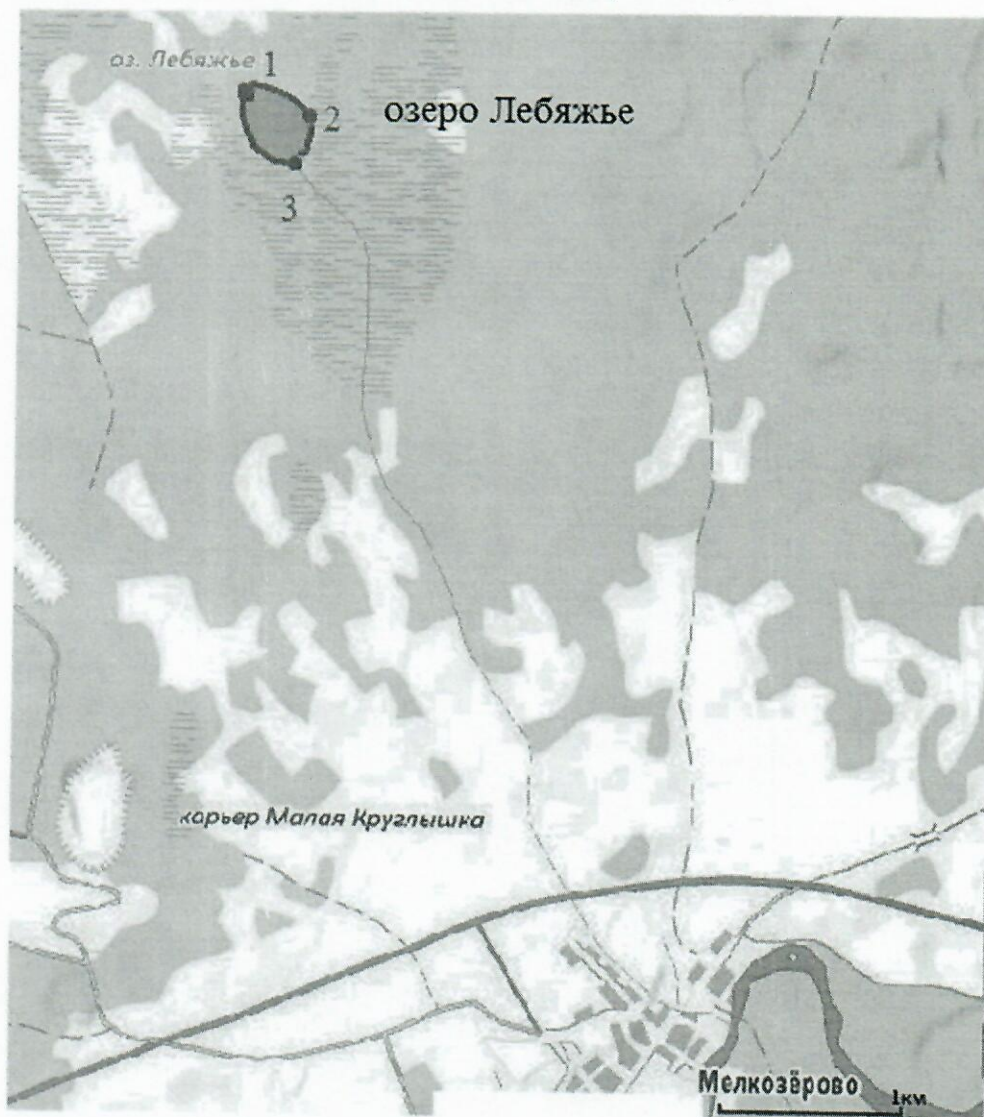 оз. Лебяжье
1
2
озеро Лебяжье
3
карьер Малая Круглышка
Мелкозёрово
1км